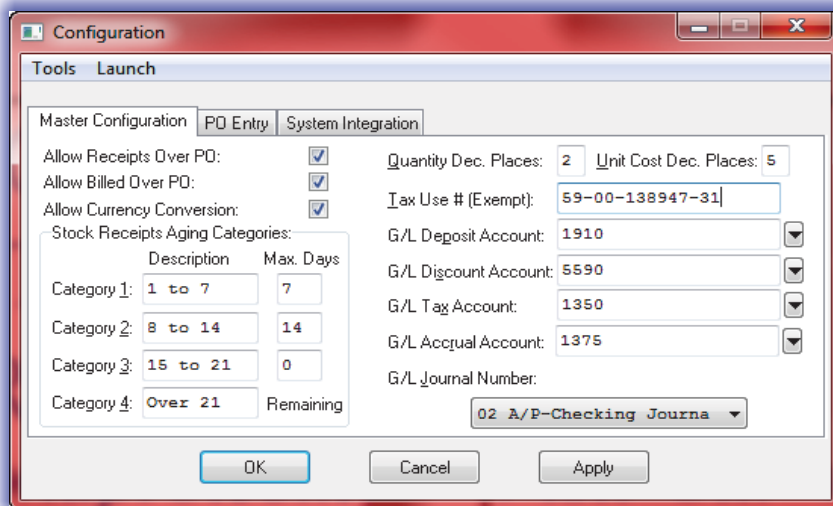 Configuration
Tools Launch
Master Configuration PO Entry System Integration
Allow Receipts Over PO:
Allow Billed Over PO:
Allow Currency Conversion:
Stock Receipts Aging Categories:
Description Max. Days
Category 1: 1 to 7 7
Category 2: 8 to 14 14
Category 3: 15 to 21 0
Category 4: Over 21 Remaining
Quantity Dec. Places: 2 Unit Cost Dec. Places: 5
Tax Use # (Exempt): 59-00-138947-31
G/L Deposit Account: 1910
G/L Discount Account: 5590
G/L Tax Account: 1350
G/L Accrual Account: 1375
G/L Journal Number:
02 A/P-Checking Journa
OK Cancel Apply